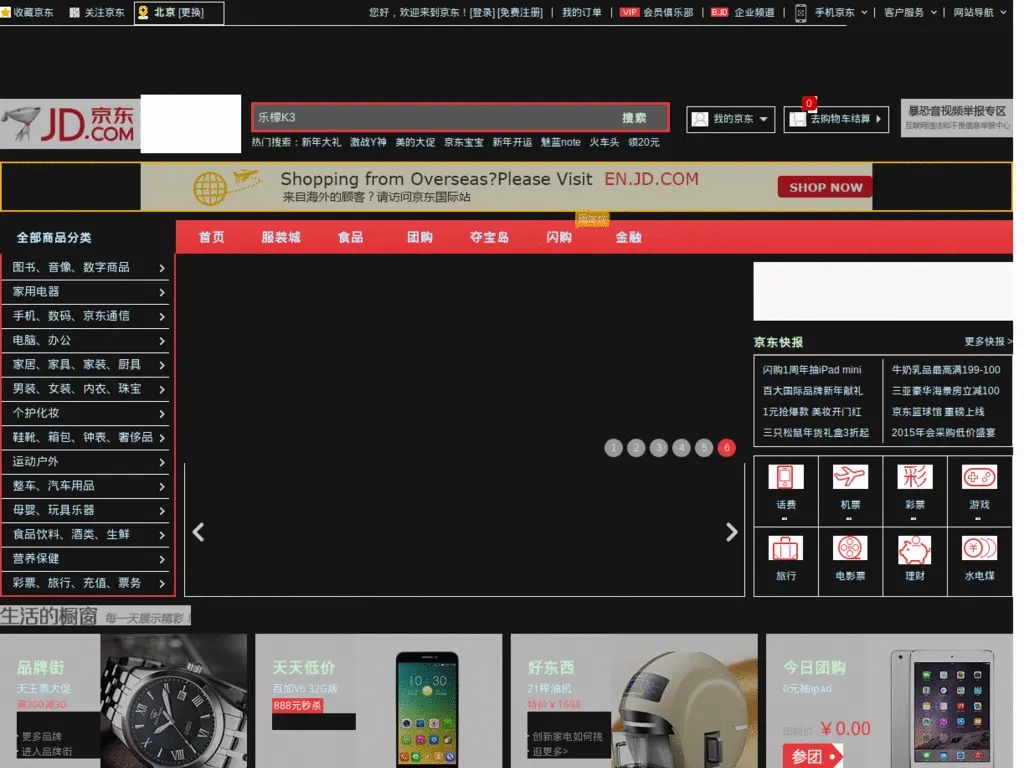 收藏京东 关注京东 北京 [更换] 您好，欢迎来到京东！[登录] [免费注册] 我的订单 VIP 会员俱乐部 BJD 企业频道 手机京东 客户服务 网站导航
0
JD.京东
.COM
乐檬K3 搜索 我的京东 去购物车结算
暴恐音视频举报专区
互联网违法和不良信息举报中心
热门搜索：新年大礼 激战Y神 美的大促 京东宝宝 新年开运 魅蓝note 火车头 领20元
Shopping from Overseas?Please Visit EN.JD.COM
来自海外的顾客？请访问京东国际站
SHOP NOW
全部商品分类 首页 服装城 食品 团购 夺宝岛 闪购 金融
图书、音像、数字商品
家用电器
手机、数码、京东通信
电脑、办公
家居、家具、家装、厨具
男装、女装、内衣、珠宝
个护化妆
鞋靴、箱包、钟表、奢侈品
运动户外
整车、汽车用品
母婴、玩具乐器
食品饮料、酒类、生鲜
营养保健
彩票、旅行、充值、票务
1 2 3 4 5 6
京东快报 更多快报 >
闪购1周年抽iPad mini 牛奶乳品最高满199-100
百大国际品牌新年献礼 三亚豪华海景房立减100
1元抢爆款 美妆开门红 京东篮球馆 重磅上线
三只松鼠年货礼盒3折起 2015年会采购低价盛宴
彩
话费 机票 彩票 游戏
旅行 电影票 理财 水电煤
生活的橱窗 每一天展示精彩！
品牌街
天王表大促
满300减30
· 更多品牌
· 进入品牌街
天天低价
百加V6 32G版
888元秒杀
10:30
好东西
Z1榨油机
特价￥1698
· 创新家电如何挑
· 逛更多>
今日团购
0元抽ipad
￥0.00
参团